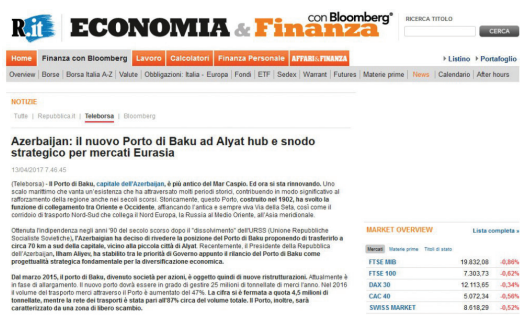 R.it ECONOMIA & Finanza con Bloomberg
RICERCA TITOLO
CERCA
Home Finanza con Bloomberg Lavoro Calcolatori Finanza Personale AFFARI&FINANZA Listino Portafoglio
Overview | Borse | Borsa Italia A-Z | Valute | Obbligazioni: Italia - Europa | Fondi | ETF | Sedex | Warrant | Futures | Materie prime | News | Calendario | After hours
NOTIZIE
Tutte | Repubblica.it | Teleborsa | Bloomberg
Azerbaijan: il nuovo Porto di Baku ad Alyat hub e snodo
strategico per mercati Eurasia
13/04/2017 7.46.45
(Teleborsa) - Il Porto di Baku, capitale dell'Azerbaijan, è più antico del Mar Caspio. Ed ora si sta rinnovando. Uno
scalo marittimo che vanta un'esistenza che ha attraversato molti periodi storici, contribuendo in modo significativo al
rafforzamento della regione anche nei secoli scorsi. Storicamente, questo Porto, costruito nel 1902, ha svolto la
funzione di collegamento tra Oriente e Occidente, affiancando l'antica e sempre viva Via della Seta, così come il
corridoio di trasporto Nord-Sud che collega il Nord Europa, la Russia al Medio Oriente, all'Asia meridionale.
Ottenuta l'indipendenza negli anni '90 del secolo scorso dopo il "dissolvimento" dell'URSS (Unione Repubbliche
Socialiste Sovietiche), l'Azerbaijan ha deciso di rivedere la posizione del Porto di Baku proponendo di trasferirlo a
circa 70 km a sud della capitale, vicino alla piccola città di Alyat. Recentemente, il Presidente della Repubblica
dell'Azerbaijan, Ilham Aliyev, ha stabilito tra le priorità di Governo appunto il rilancio del Porto di Baku come
progettualità strategica fondamentale per la diversificazione economica.
Dal marzo 2015, il porto di Baku, divenuto società per azioni, è oggetto quindi di nuove ristrutturazioni. Attualmente è
in fase di allargamento. Il nuovo porto dovrà essere in grado di gestire 25 milioni di tonnellate di merci l'anno. Nel 2016
il volume del trasporto merci attraverso il Porto è aumentato del 47%. La cifra si è fermata a quota 4,5 milioni di
tonnellate, mentre la rete dei trasporti è stata pari all'87% circa del volume totale. Il Porto, inoltre, sarà
caratterizzato da una zona di libero scambio.
MARKET OVERVIEW Lista completa »
Mercati Materie prime Titoli di stato
FTSE MIB 19.832,08 -0,86%
FTSE 100 7.303,73 -0,62%
DAX 30 12.113,65 -0,34%
CAC 40 5.072,34 -0,56%
SWISS MARKET 8.618,29 -0,52%